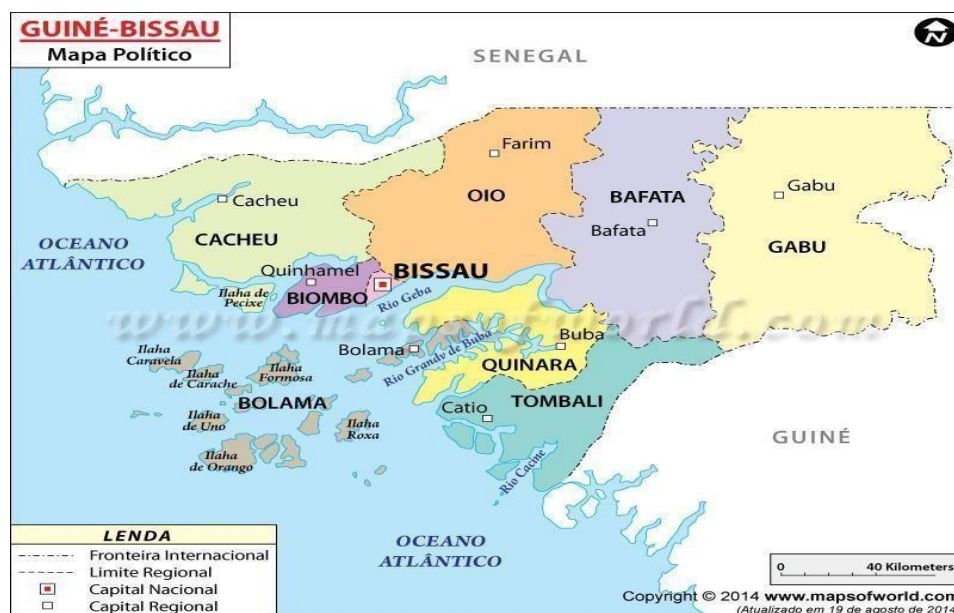 GUINÉ-BISSAU
Mapa Político
N
SENEGAL
Farim
OIO
Cacheu
CACHEU
BAFATA
Bafata
Gabu
GABU
OCEANO
ATLÂNTICO
Quinhamel
BIOMBO
BISSAU
Ilaha de
Pecixe
Rio Geba
www.mapsofworld.com
Bolama
Rio Grandv de Buba
Buba
QUINARA
Ilaha
Caravela
Ilaha
de Carache
Ilaha
Formosa
BOLAMA
Ilaha
de Uno
Ilaha
Roxa
Ilaha
de Orango
Catio
TOMBALI
Rio Cacine
GUINÉ
OCEANO
ATLÂNTICO
LENDA
Fronteira Internacional
Limite Regional
Capital Nacional
Capital Regional
0 40 Kilometers
Copyright © 2014 www.mapsofworld.com
(Atualizado em 19 de agosto de 2014